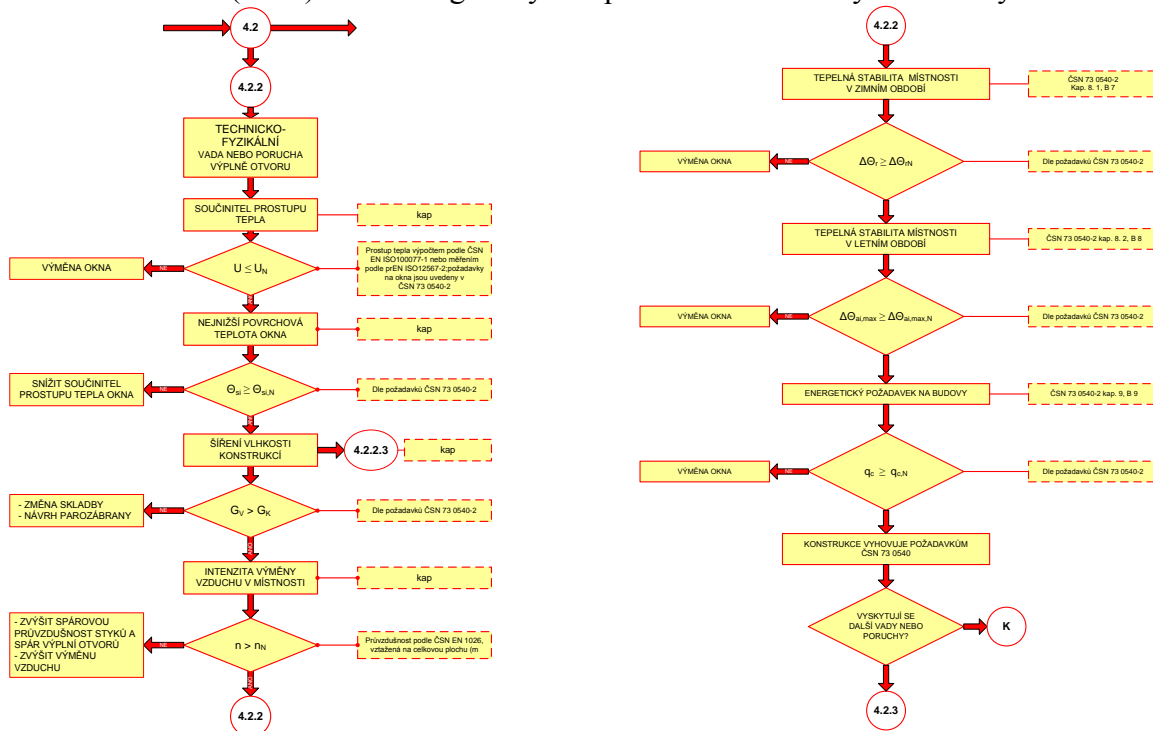 4.2
4.2.2
TECHNICKO-
FYZIKÁLNÍ
VADA NEBO PORUCHA
VÝPLNĚ OTVORU
SOUČINITEL PROSTUPU
TEPLA
kap
U ≤ U_N
NE
VÝMĚNA OKNA
Prostup tepla výpočtem podle ČSN
EN ISO100077-1 nebo měřením
podle prEN ISO12567-2;požadavky
na okna jsou uvedeny v
ČSN 73 0540-2
ANO
NEJNIŽŠÍ POVRCHOVÁ
TEPLOTA OKNA
kap
Θsi ≥ Θsi,N
NE
SNÍŽIT SOUČINITEL
PROSTUPU TEPLA OKNA
Dle požadavků ČSN 73 0540-2
ANO
ŠÍŘENÍ VLHKOSTI
KONSTRUKCÍ
4.2.2.3
kap
G_V > G_K
NE
- ZMĚNA SKLADBY
- NÁVRH PAROZÁBRANY
Dle požadavků ČSN 73 0540-2
ANO
INTENZITA VÝMĚNY
VZDUCHU V MÍSTNOSTI
kap
n > n_N
NE
- ZVÝŠIT SPÁROVOU
PRŮVZDUŠNOST STYKŮ A
SPÁR VÝPLNÍ OTVORŮ
- ZVÝŠIT VÝMĚNU
VZDUCHU
Průvzdušnost podle ČSN EN 1026,
vztažená na celkovou plochu (m
ANO
4.2.2
4.2.2
TEPELNÁ STABILITA MÍSTNOSTI
V ZIMNÍM OBDOBÍ
ČSN 73 0540-2
Kap. 8. 1, B 7
ΔΘr ≥ ΔΘrN
NE
VÝMĚNA OKNA
Dle požadavků ČSN 73 0540-2
TEPELNÁ STABILITA MÍSTNOSTI
V LETNÍM OBDOBÍ
ČSN 73 0540-2 kap. 8. 2, B 8
ΔΘai,max ≥ ΔΘai,max,N
NE
VÝMĚNA OKNA
Dle požadavků ČSN 73 0540-2
ENERGETICKÝ POŽADAVEK NA BUDOVY
ČSN 73 0540-2 kap. 9, B 9
qc ≥ qc,N
NE
VÝMĚNA OKNA
Dle požadavků ČSN 73 0540-2
KONSTRUKCE VYHOVUJE POŽADAVKŮM
ČSN 73 0540
VYSKYTUJÍ SE
DALŠÍ VADY NEBO
PORUCHY?
K
4.2.3